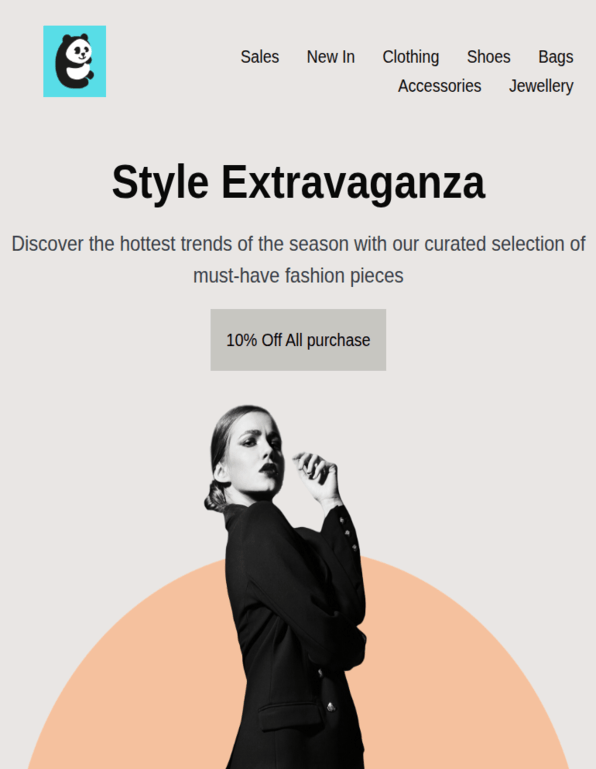 Sales New In Clothing Shoes Bags
Accessories Jewellery
Style Extravaganza
Discover the hottest trends of the season with our curated selection of
must-have fashion pieces
10% Off All purchase